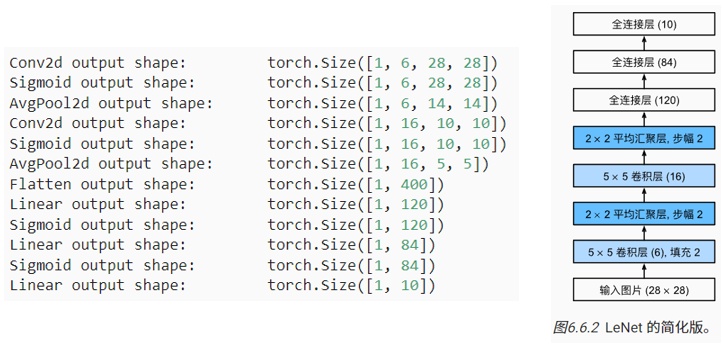 Conv2d output shape: torch.Size([1, 6, 28, 28])
Sigmoid output shape: torch.Size([1, 6, 28, 28])
AvgPool2d output shape: torch.Size([1, 6, 14, 14])
Conv2d output shape: torch.Size([1, 16, 10, 10])
Sigmoid output shape: torch.Size([1, 16, 10, 10])
AvgPool2d output shape: torch.Size([1, 16, 5, 5])
Flatten output shape: torch.Size([1, 400])
Linear output shape: torch.Size([1, 120])
Sigmoid output shape: torch.Size([1, 120])
Linear output shape: torch.Size([1, 84])
Sigmoid output shape: torch.Size([1, 84])
Linear output shape: torch.Size([1, 10])
全连接层 (10)
全连接层 (84)
全连接层 (120)
2 × 2 平均汇聚层, 步幅 2
5 × 5 卷积层 (16)
2 × 2 平均汇聚层, 步幅 2
5 × 5 卷积层 (6), 填充 2
输入图片 (28 × 28)
图6.6.2 LeNet 的简化版。